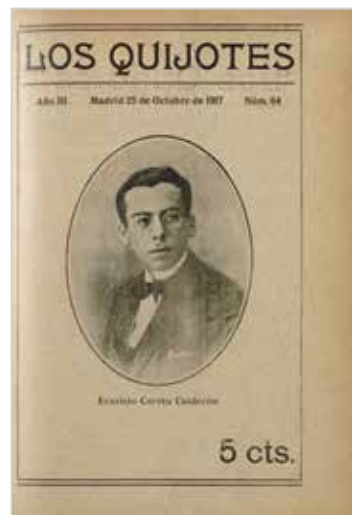 LOS QUIJOTES
Año III Madrid 25 de Octubre de 1917 Núm. 64
Evaristo Correa Calderón
5 cts.